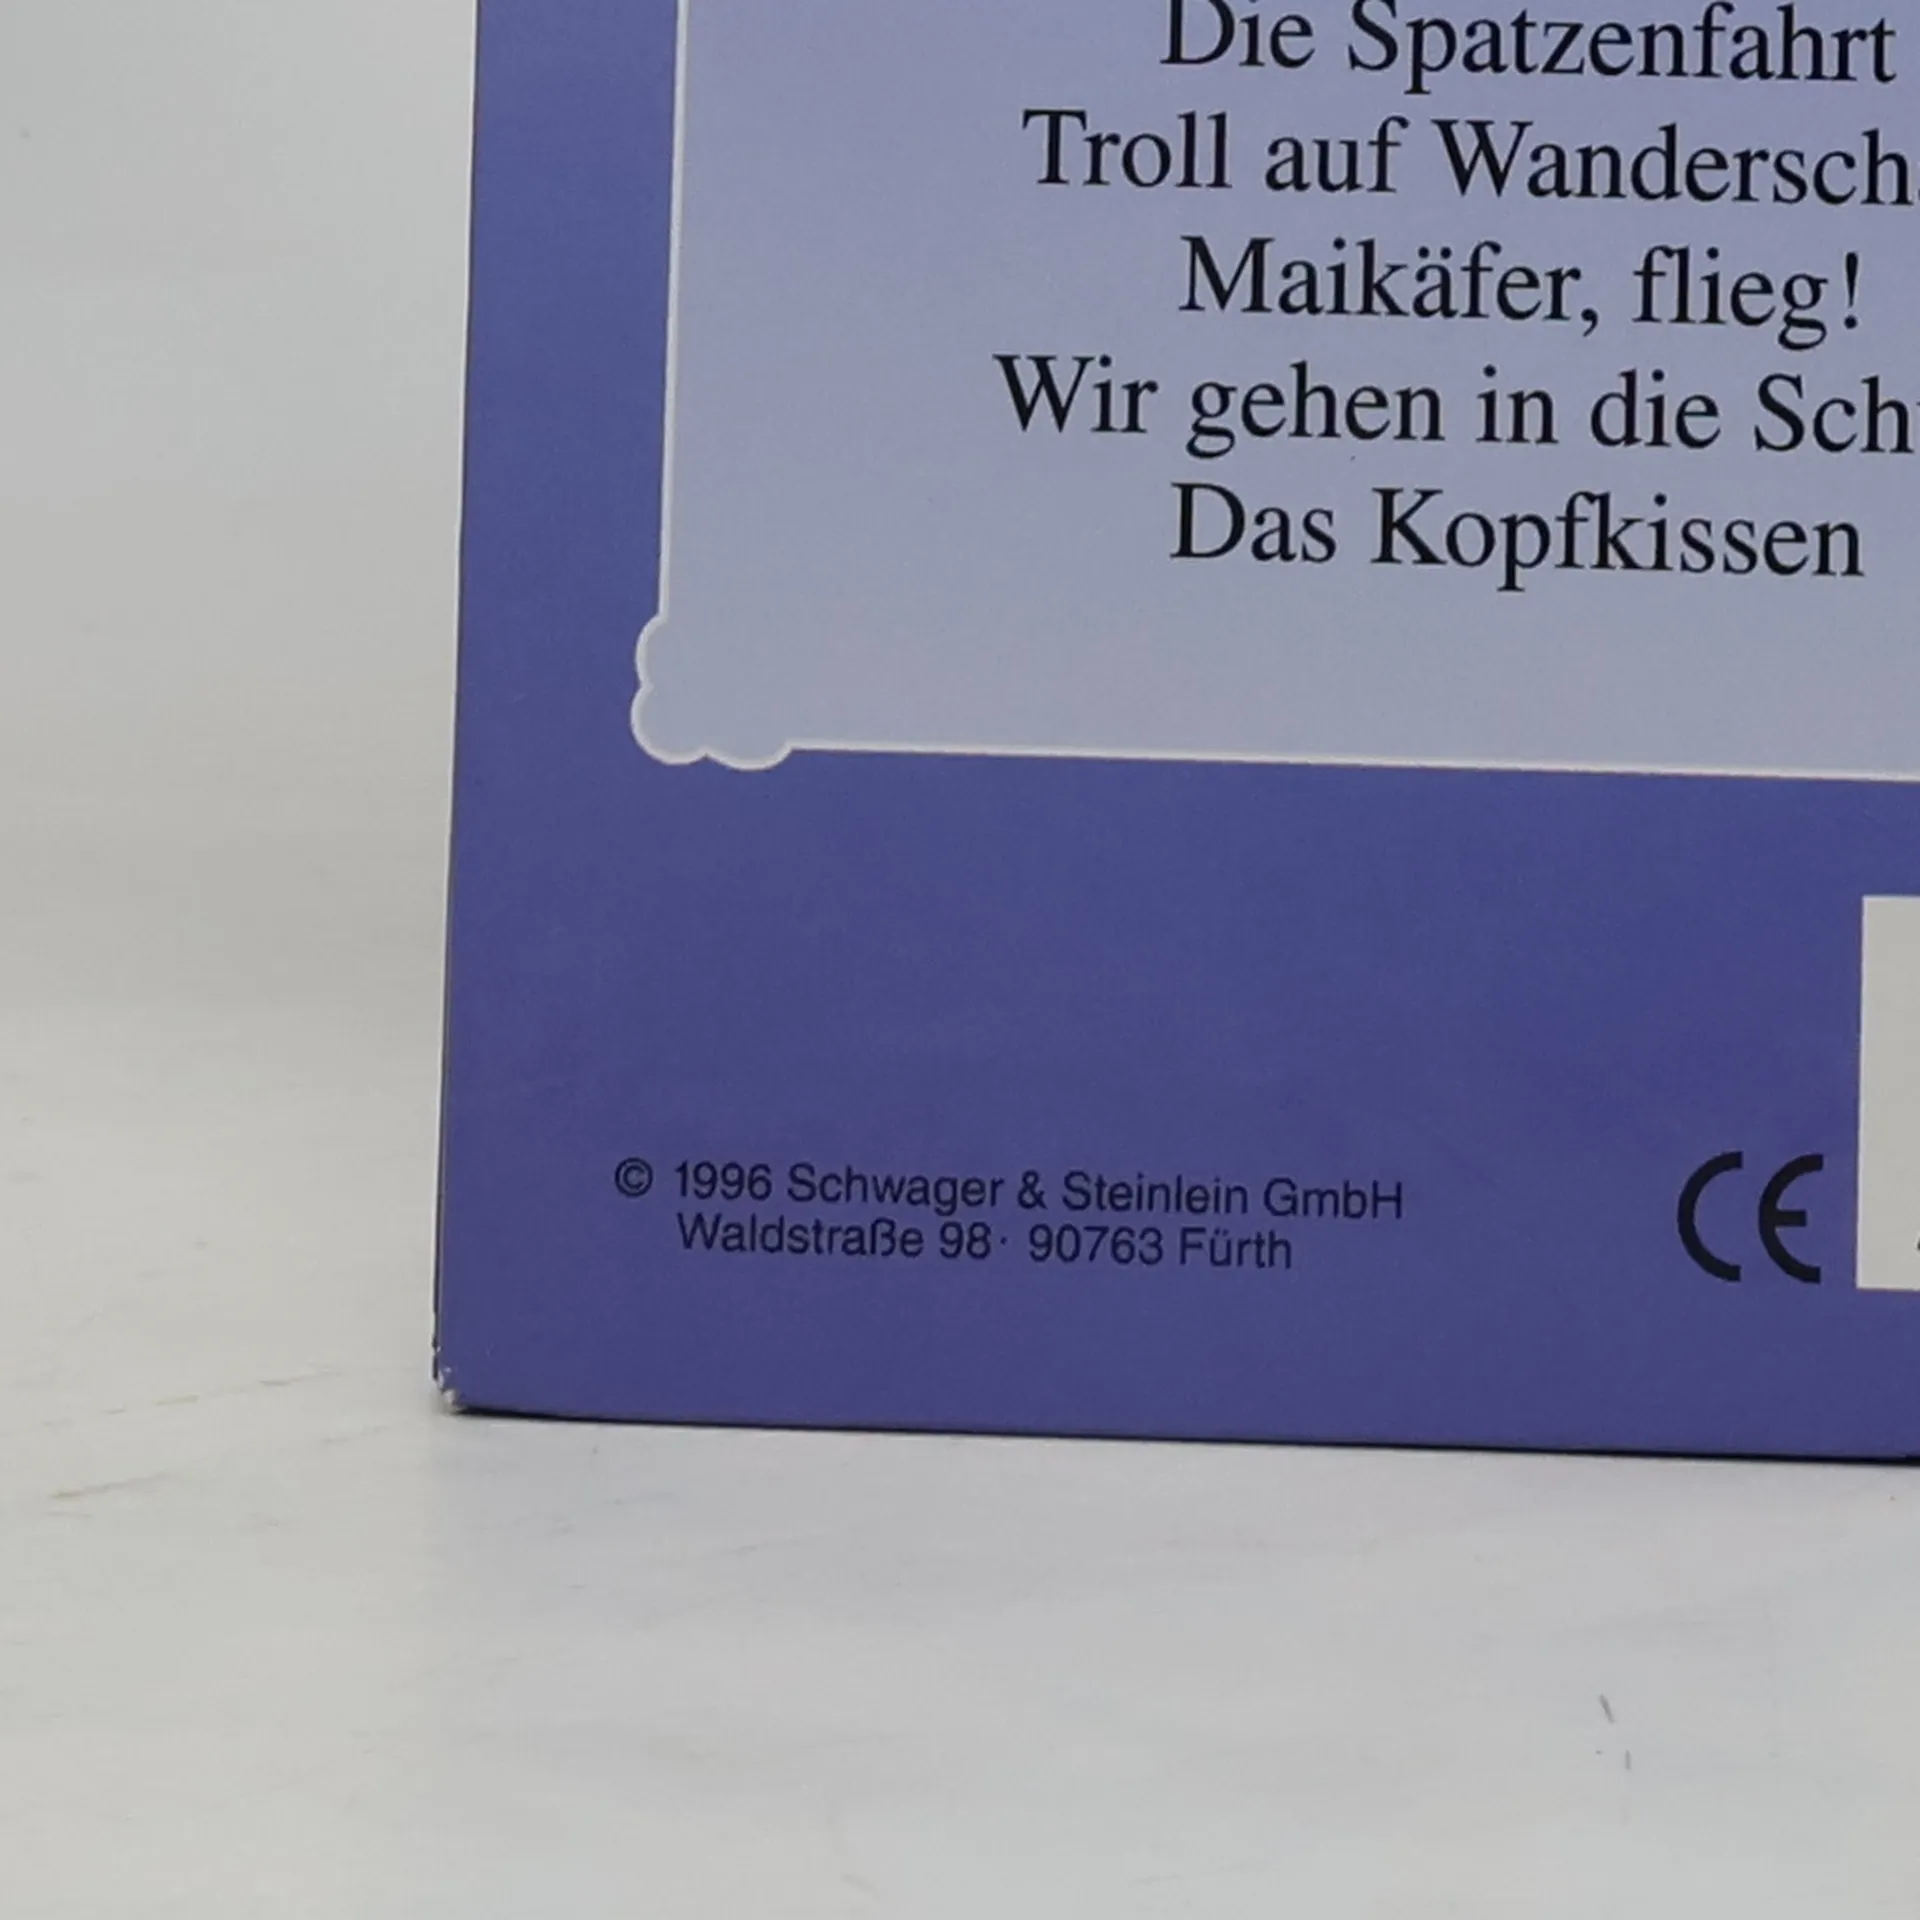 Die Spatzenfahrt
Troll auf
Maikäfer, flieg!
Wir gehen in die
Das Kopfkissen
© 1996 Schwager & Steinlein GmbH
Waldstraße 98 · 90763 Fürth
CE